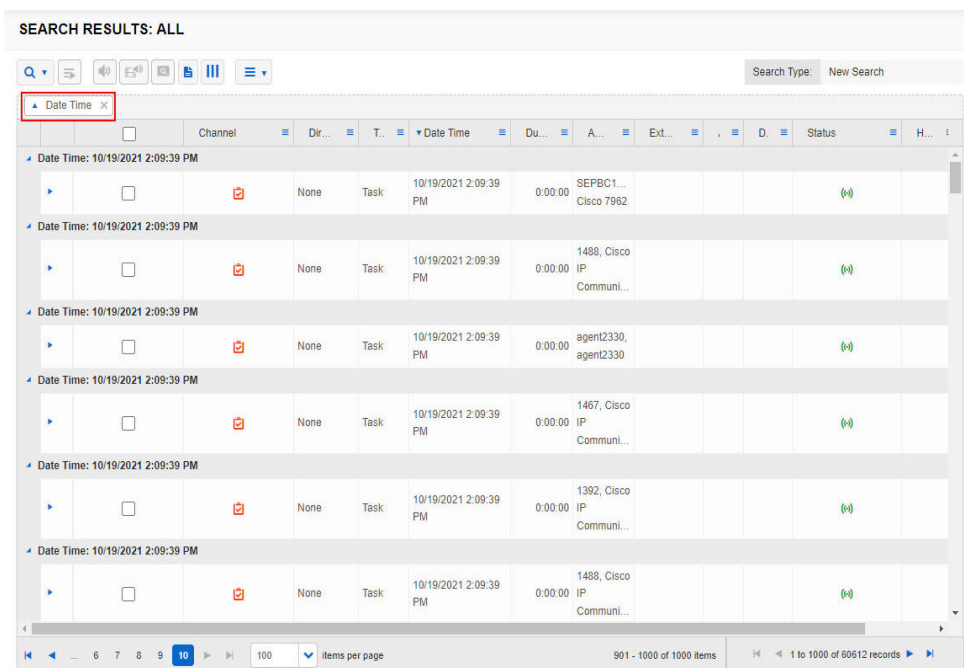 SEARCH RESULTS: ALL
Search Type: New Search
Date Time
Channel Dir... T.. Date Time Du... A... Ext... . D. Status H...
Date Time: 10/19/2021 2:09:39 PM
None Task 10/19/2021 2:09:39 PM 0:00:00 SEPBC1... Cisco 7962
Date Time: 10/19/2021 2:09:39 PM
None Task 10/19/2021 2:09:39 PM 0:00:00 1488, Cisco IP Communi...
Date Time: 10/19/2021 2:09:39 PM
None Task 10/19/2021 2:09:39 PM 0:00:00 agent2330, agent2330
Date Time: 10/19/2021 2:09:39 PM
None Task 10/19/2021 2:09:39 PM 0:00:00 1467, Cisco IP Communi...
Date Time: 10/19/2021 2:09:39 PM
None Task 10/19/2021 2:09:39 PM 0:00:00 1392, Cisco IP Communi...
Date Time: 10/19/2021 2:09:39 PM
None Task 10/19/2021 2:09:39 PM 0:00:00 1488, Cisco IP Communi...
... 6 7 8 9 10 100 items per page 901 - 1000 of 1000 items 1 to 1000 of 60612 records